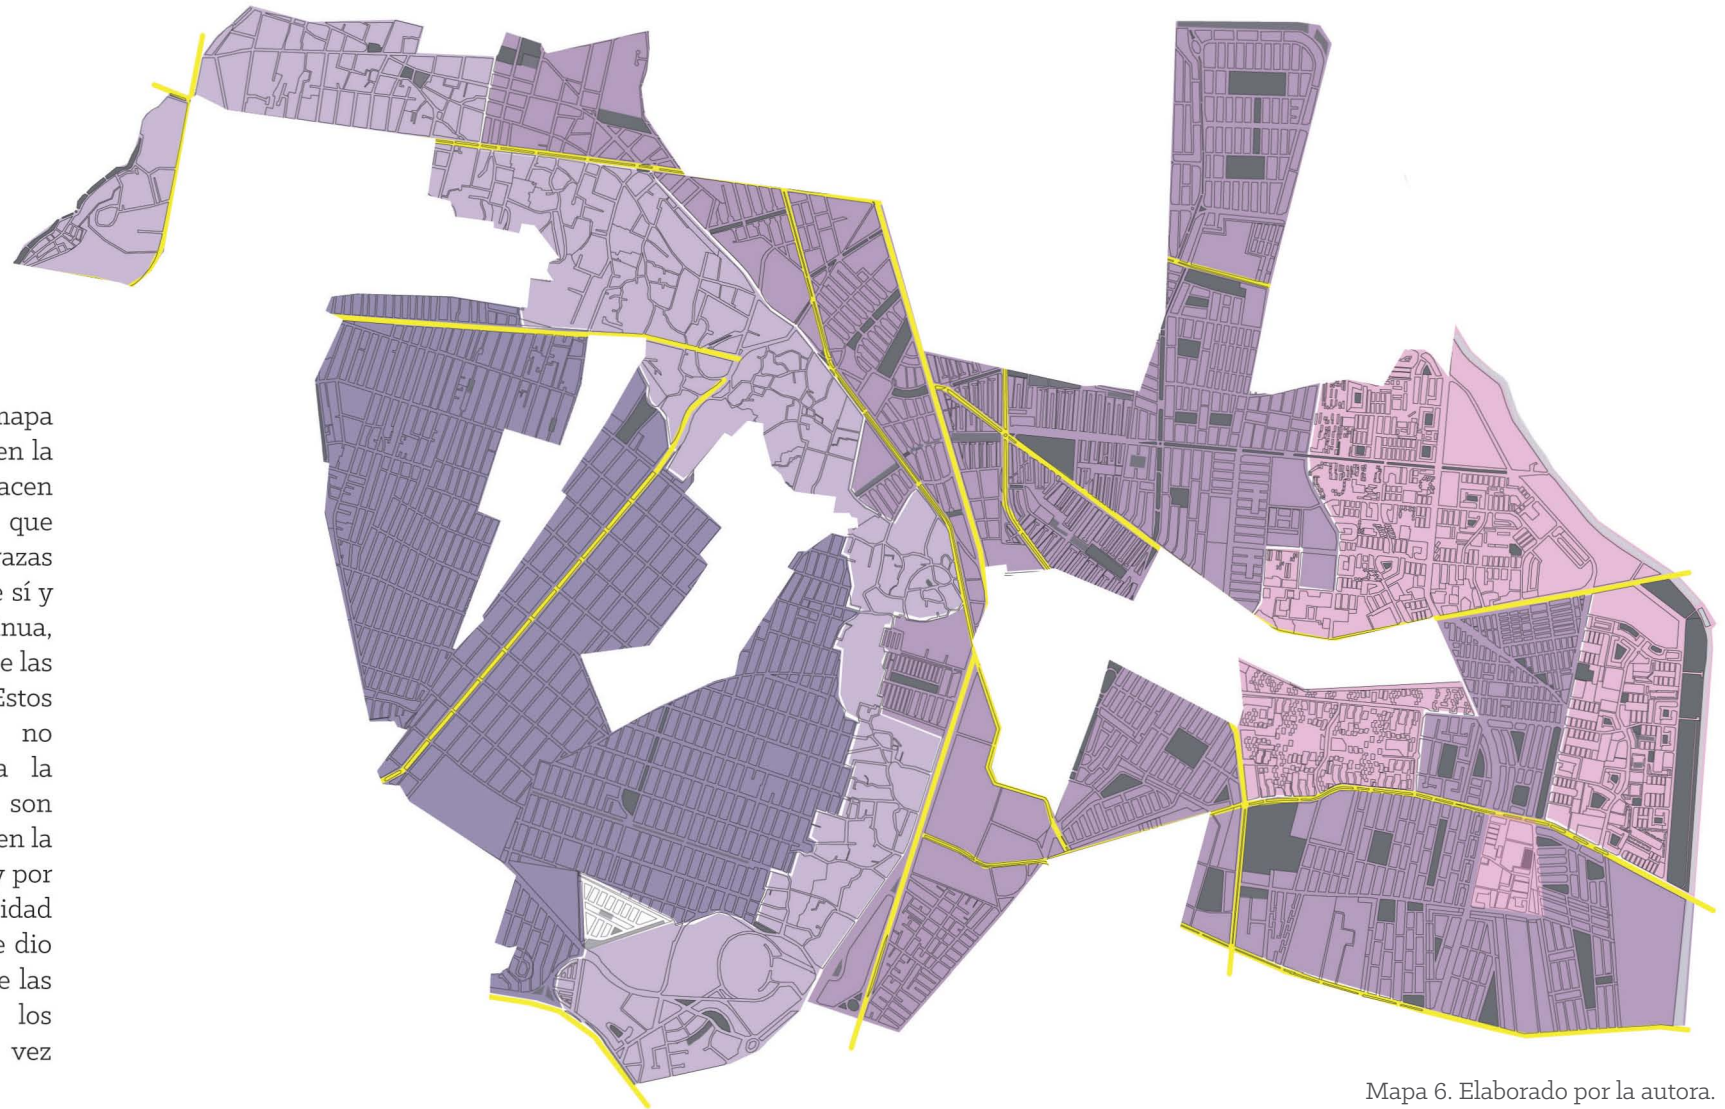 mapa
en la
acen
que
azas
e sí y
nua,
e las
Estos
no
a la
son
en la
y por
idad
e dio
e las
los
vez
Mapa 6. Elaborado por la autora.